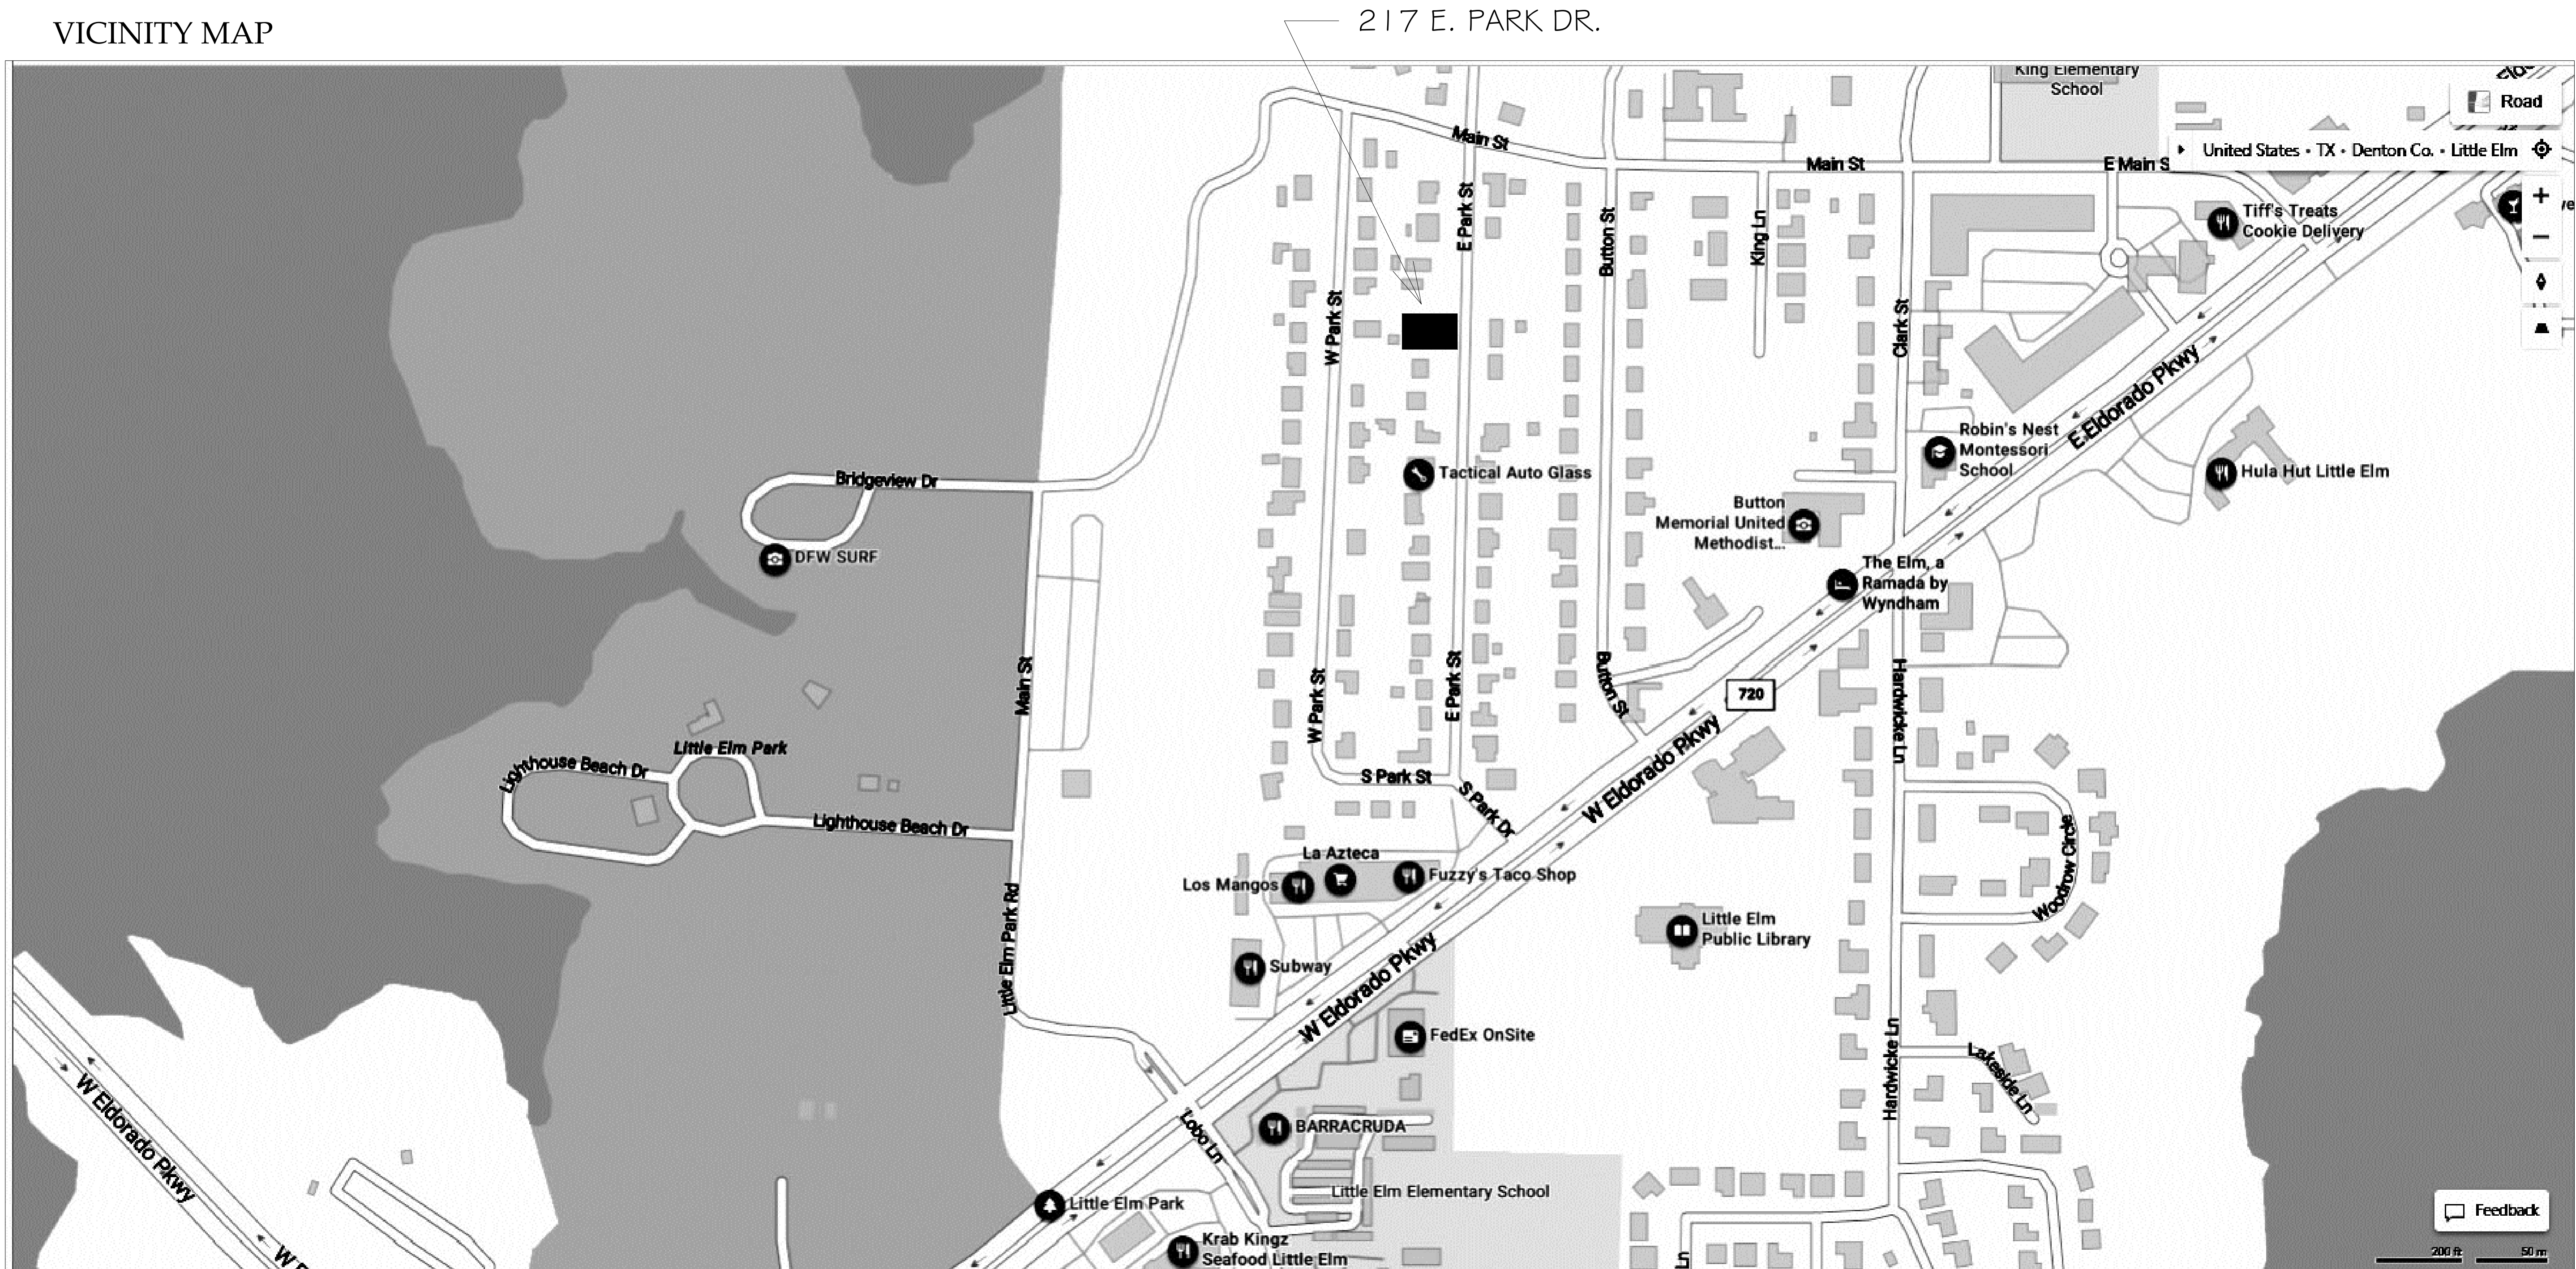 VICINITY MAP
217 E. PARK DR.
King Elementary
School
Road
United States • TX • Denton Co. • Little Elm
Main St
Main St
E Main S
Tiff's Treats
Cookie Delivery
E Park St
Button St
King Ln
W Park St
Clark St
E Eldorado Pkwy
Robin's Nest
Montessori
School
Hula Hut Little Elm
Bridgeview Dr
Tactical Auto Glass
Button
Memorial United
Methodist...
DFW SURF
The Elm, a
Ramada by
Wyndham
Main St
W Park St
E Park St
Button St
720
Hardwicke Ln
Little Elm Park
Lighthouse Beach Dr
Lighthouse Beach Dr
S Park St
S Park Dr
W Eldorado Pkwy
Woodrow Circle
La Azteca
Los Mangos
Fuzzy's Taco Shop
Little Elm Park Rd
Little Elm
Public Library
Subway
W Eldorado Pkwy
FedEx OnSite
Hardwicke Ln
Lakeside Ln
W Eldorado Pkwy
Lobo Ln
BARRACRUDA
Little Elm Elementary School
Little Elm Park
Krab Kingz
Seafood Little Elm
Ln
Feedback
200 ft
50 m